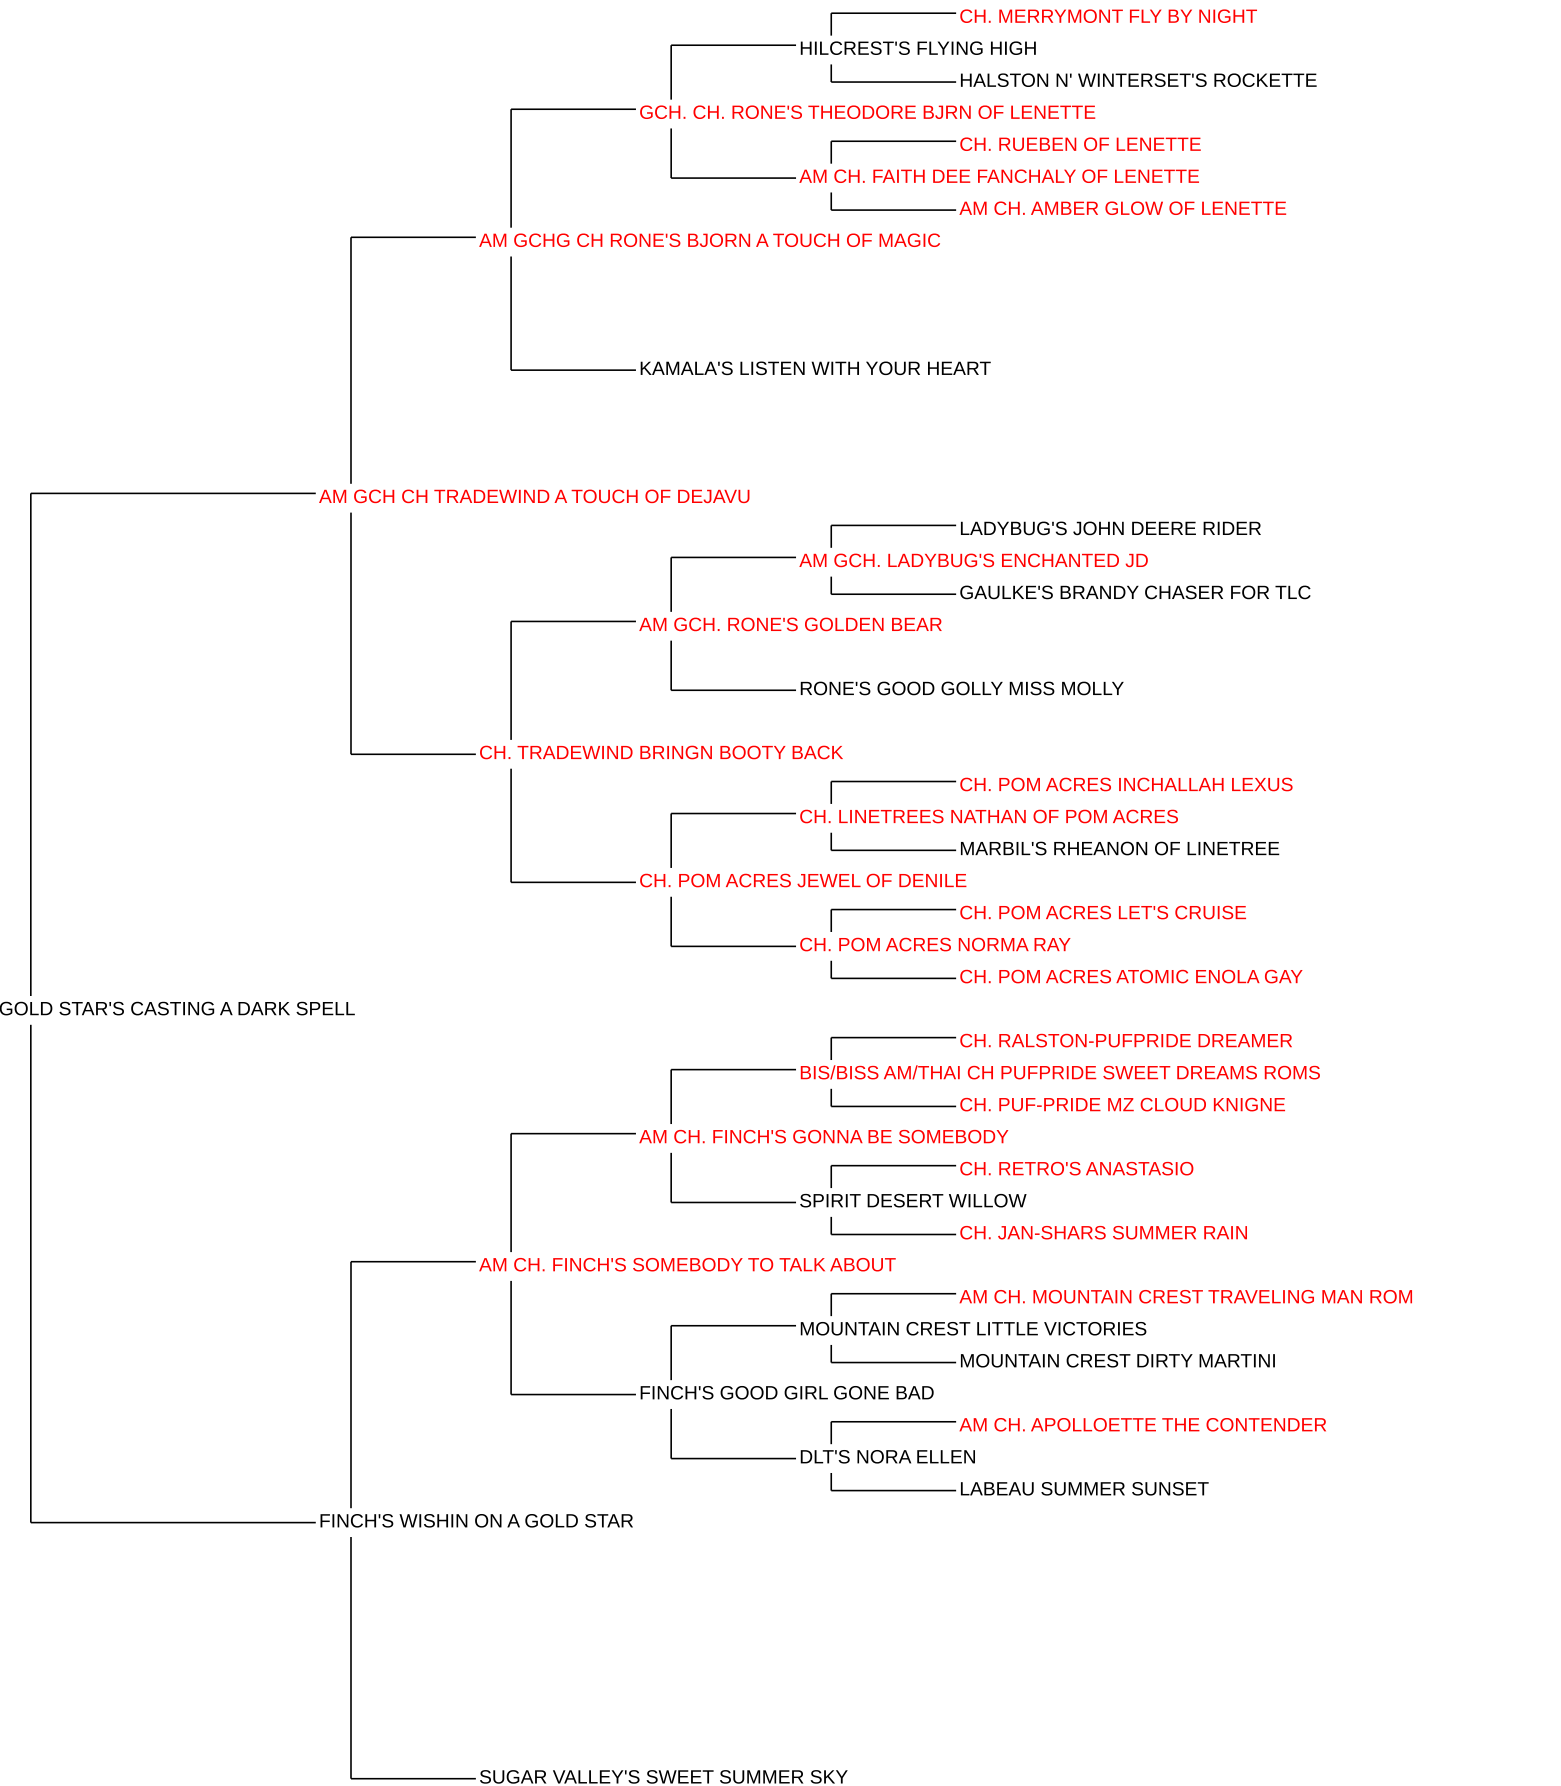 CH. MERRYMONT FLY BY NIGHT
HILCREST'S FLYING HIGH
HALSTON N' WINTERSET'S ROCKETTE
GCH. CH. RONE'S THEODORE BJRN OF LENETTE
CH. RUEBEN OF LENETTE
AM CH. FAITH DEE FANCHALY OF LENETTE
AM CH. AMBER GLOW OF LENETTE
AM GCHG CH RONE'S BJORN A TOUCH OF MAGIC
KAMALA'S LISTEN WITH YOUR HEART
AM GCH CH TRADEWIND A TOUCH OF DEJAVU
LADYBUG'S JOHN DEERE RIDER
AM GCH. LADYBUG'S ENCHANTED JD
GAULKE'S BRANDY CHASER FOR TLC
AM GCH. RONE'S GOLDEN BEAR
RONE'S GOOD GOLLY MISS MOLLY
CH. TRADEWIND BRINGN BOOTY BACK
CH. POM ACRES INCHALLAH LEXUS
CH. LINETREES NATHAN OF POM ACRES
MARBIL'S RHEANON OF LINETREE
CH. POM ACRES JEWEL OF DENILE
CH. POM ACRES LET'S CRUISE
CH. POM ACRES NORMA RAY
CH. POM ACRES ATOMIC ENOLA GAY
GOLD STAR'S CASTING A DARK SPELL
CH. RALSTON-PUFPRIDE DREAMER
BIS/BISS AM/THAI CH PUFPRIDE SWEET DREAMS ROMS
CH. PUF-PRIDE MZ CLOUD KNIGNE
AM CH. FINCH'S GONNA BE SOMEBODY
CH. RETRO'S ANASTASIO
SPIRIT DESERT WILLOW
CH. JAN-SHARS SUMMER RAIN
AM CH. FINCH'S SOMEBODY TO TALK ABOUT
AM CH. MOUNTAIN CREST TRAVELING MAN ROM
MOUNTAIN CREST LITTLE VICTORIES
MOUNTAIN CREST DIRTY MARTINI
FINCH'S GOOD GIRL GONE BAD
AM CH. APOLLOETTE THE CONTENDER
DLT'S NORA ELLEN
LABEAU SUMMER SUNSET
FINCH'S WISHIN ON A GOLD STAR
SUGAR VALLEY'S SWEET SUMMER SKY